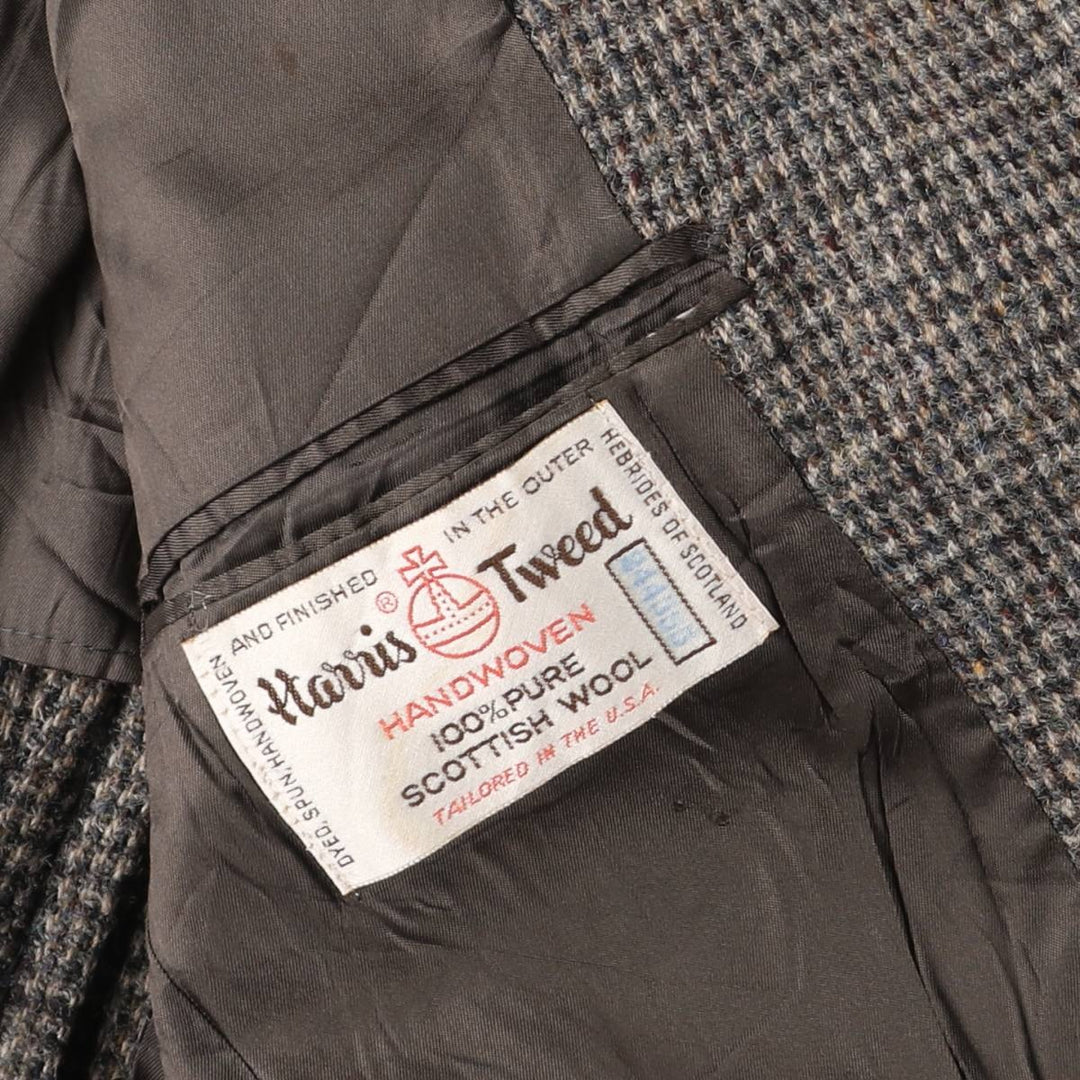 DYED, SPUN, HANDWOVEN AND FINISHED IN THE OUTER HEBRIDES OF SCOTLAND
Harris ® Tweed
HANDWOVEN
100% PURE
SCOTTISH WOOL
TAILORED IN THE U.S.A.